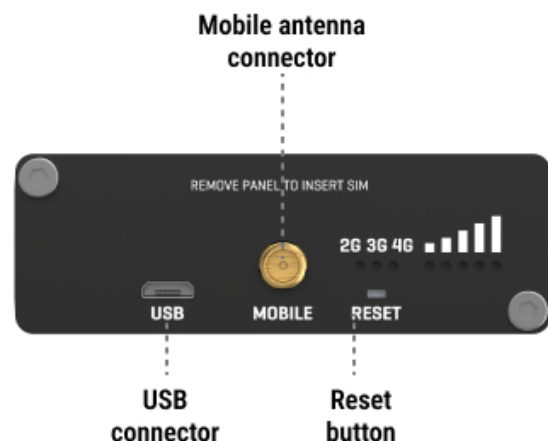 Mobile antenna
connector
REMOVE PANEL TO INSERT SIM
2G 3G 4G
USB MOBILE RESET
USB
connector
Reset
button